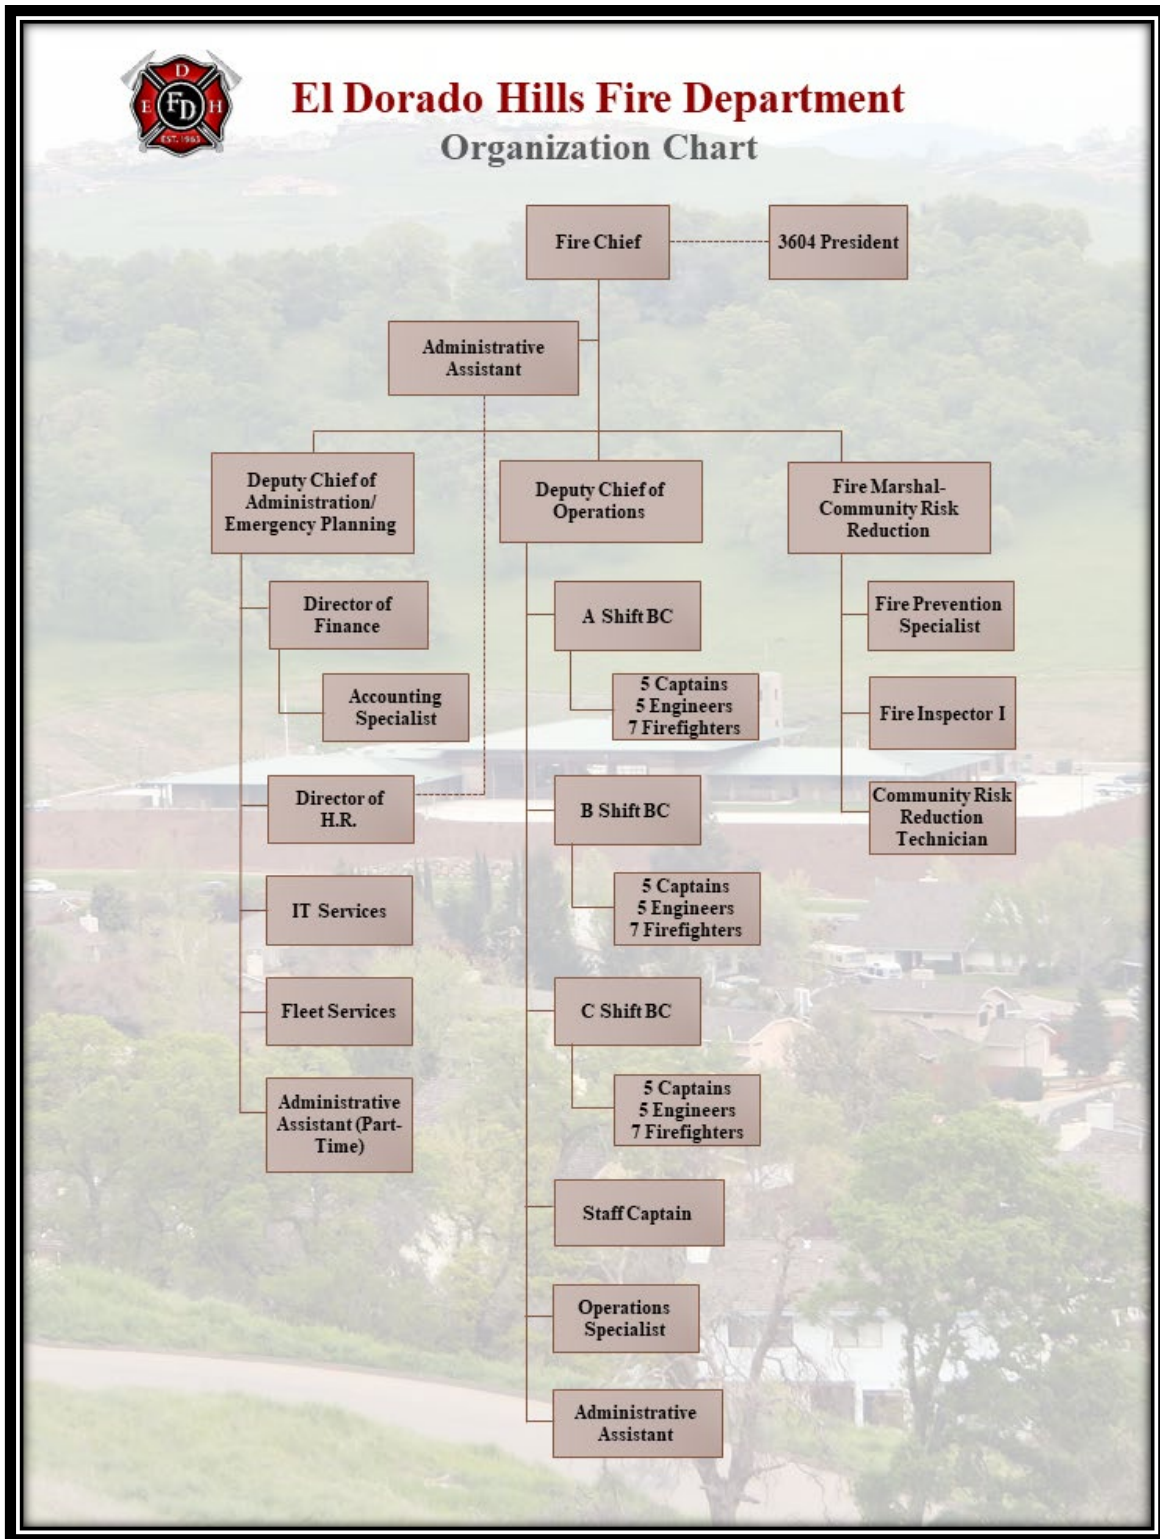 D
E FD H
EST. 1963
El Dorado Hills Fire Department
Organization Chart
Fire Chief
3604 President
Administrative
Assistant
Deputy Chief of
Administration/
Emergency Planning
Deputy Chief of
Operations
Fire Marshal-
Community Risk
Reduction
Director of
Finance
Accounting
Specialist
Director of
H.R.
IT Services
Fleet Services
Administrative
Assistant (Part-
Time)
A Shift BC
5 Captains
5 Engineers
7 Firefighters
B Shift BC
5 Captains
5 Engineers
7 Firefighters
C Shift BC
5 Captains
5 Engineers
7 Firefighters
Staff Captain
Operations
Specialist
Administrative
Assistant
Fire Prevention
Specialist
Fire Inspector I
Community Risk
Reduction
Technician